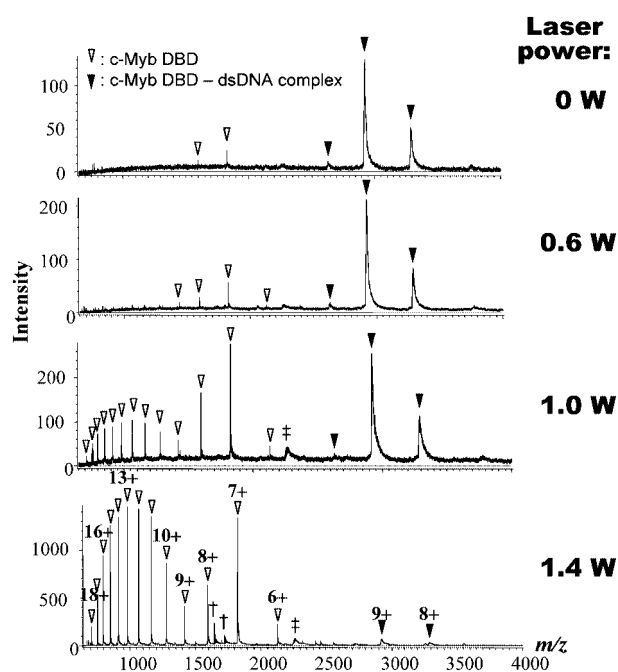 Laser
power:
▽ : c-Myb DBD
▼ : c-Myb DBD – dsDNA complex
0 W
100
50
0
0.6 W
200
100
0
Intensity
1.0 W
200
100
0
‡
1.4 W
1000
500
0
18+
16+
13+
10+
9+
8+
†
†
7+
6+
‡
9+
8+
1000 1500 2000 2500 3000 3500 4000
m/z